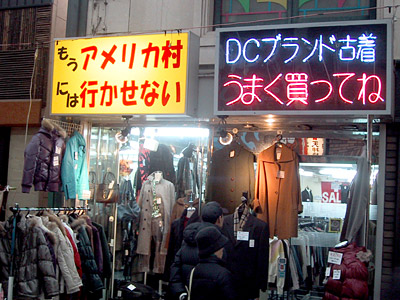 もうアメリカ村
には行かせない
DCブランド古着
うまく買ってね
SALE